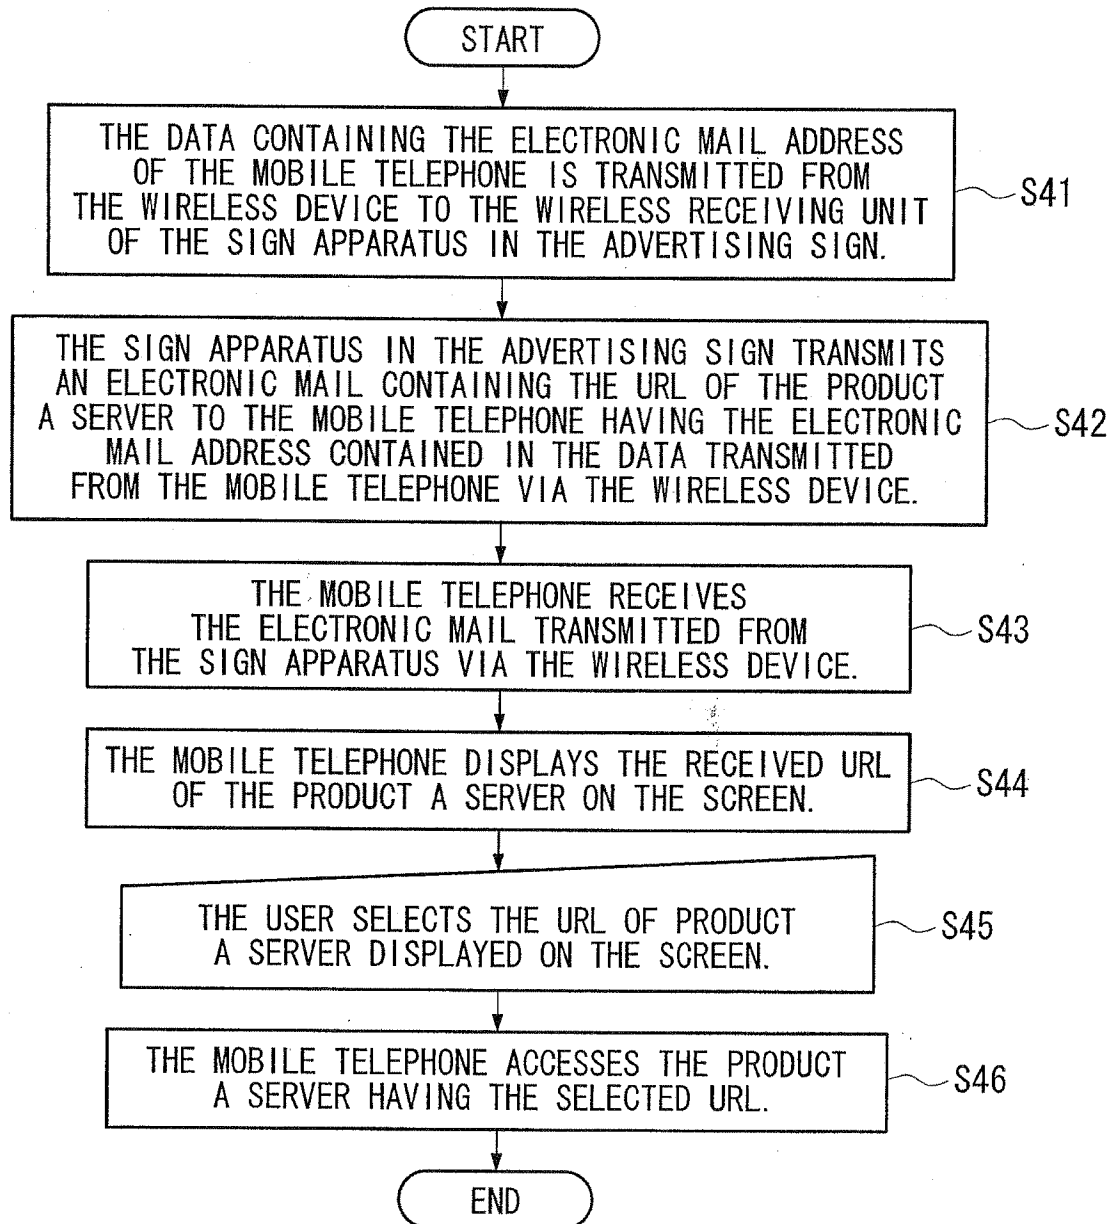 START
THE DATA CONTAINING THE ELECTRONIC MAIL ADDRESS
OF THE MOBILE TELEPHONE IS TRANSMITTED FROM
THE WIRELESS DEVICE TO THE WIRELESS RECEIVING UNIT
OF THE SIGN APPARATUS IN THE ADVERTISING SIGN.
S41
THE SIGN APPARATUS IN THE ADVERTISING SIGN TRANSMITS
AN ELECTRONIC MAIL CONTAINING THE URL OF THE PRODUCT
A SERVER TO THE MOBILE TELEPHONE HAVING THE ELECTRONIC
MAIL ADDRESS CONTAINED IN THE DATA TRANSMITTED
FROM THE MOBILE TELEPHONE VIA THE WIRELESS DEVICE.
S42
THE MOBILE TELEPHONE RECEIVES
THE ELECTRONIC MAIL TRANSMITTED FROM
THE SIGN APPARATUS VIA THE WIRELESS DEVICE.
S43
THE MOBILE TELEPHONE DISPLAYS THE RECEIVED URL
OF THE PRODUCT A SERVER ON THE SCREEN.
S44
THE USER SELECTS THE URL OF PRODUCT
A SERVER DISPLAYED ON THE SCREEN.
S45
THE MOBILE TELEPHONE ACCESSES THE PRODUCT
A SERVER HAVING THE SELECTED URL.
S46
END